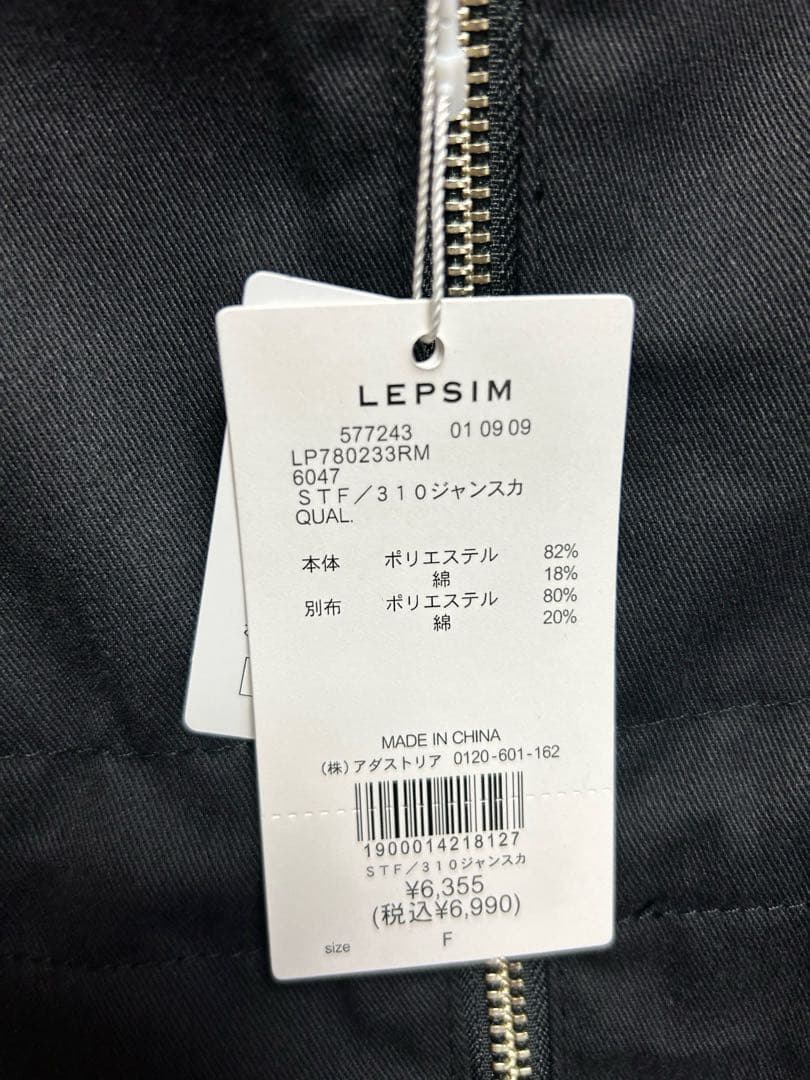 LEPSIM
577243 01 09 09
LP780233RM
6047
STF／310ジャンスカ
QUAL.
本体 ポリエステル 82%
綿 18%
別布 ポリエステル 80%
綿 20%
MADE IN CHINA
(株)アダストリア 0120-601-162
1900014218127
STF／310ジャンスカ
¥6,355
(税込¥6,990)
size F